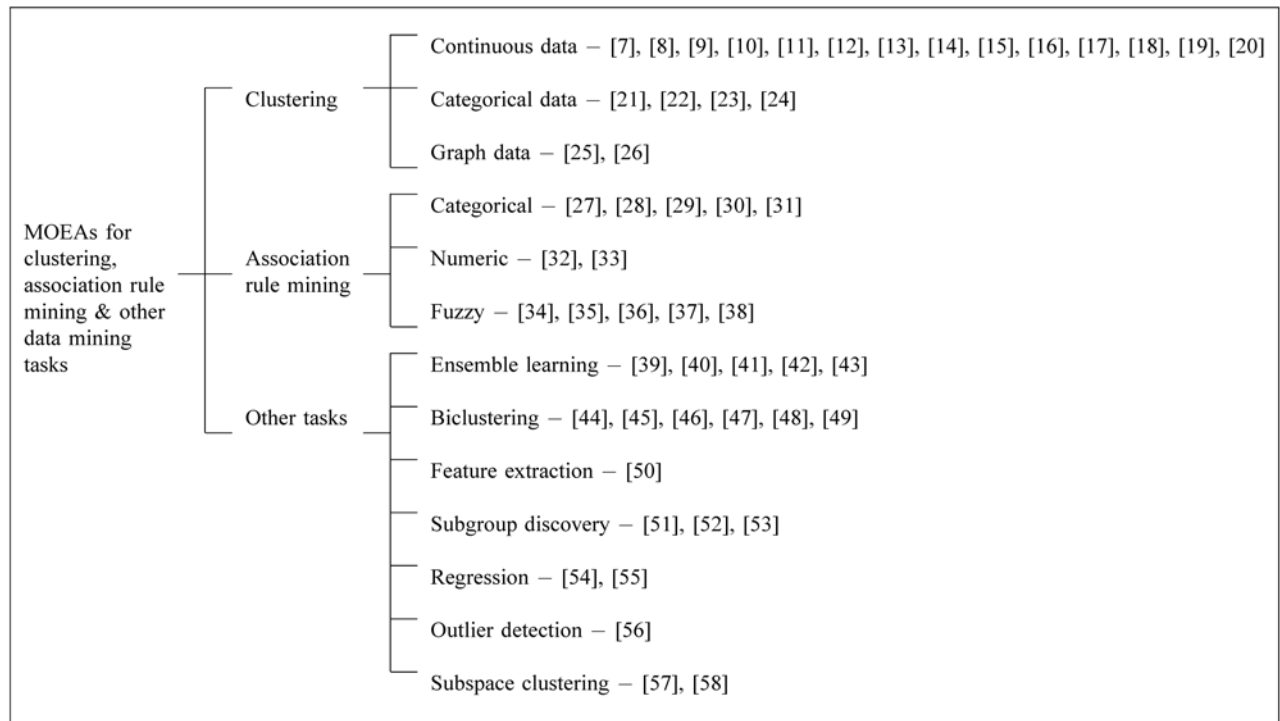 MOEAs for
clustering,
association rule
mining & other
data mining
tasks
Clustering
Continuous data – [7], [8], [9], [10], [11], [12], [13], [14], [15], [16], [17], [18], [19], [20]
Categorical data – [21], [22], [23], [24]
Graph data – [25], [26]
Association
rule mining
Categorical – [27], [28], [29], [30], [31]
Numeric – [32], [33]
Fuzzy – [34], [35], [36], [37], [38]
Other tasks
Ensemble learning – [39], [40], [41], [42], [43]
Biclustering – [44], [45], [46], [47], [48], [49]
Feature extraction – [50]
Subgroup discovery – [51], [52], [53]
Regression – [54], [55]
Outlier detection – [56]
Subspace clustering – [57], [58]